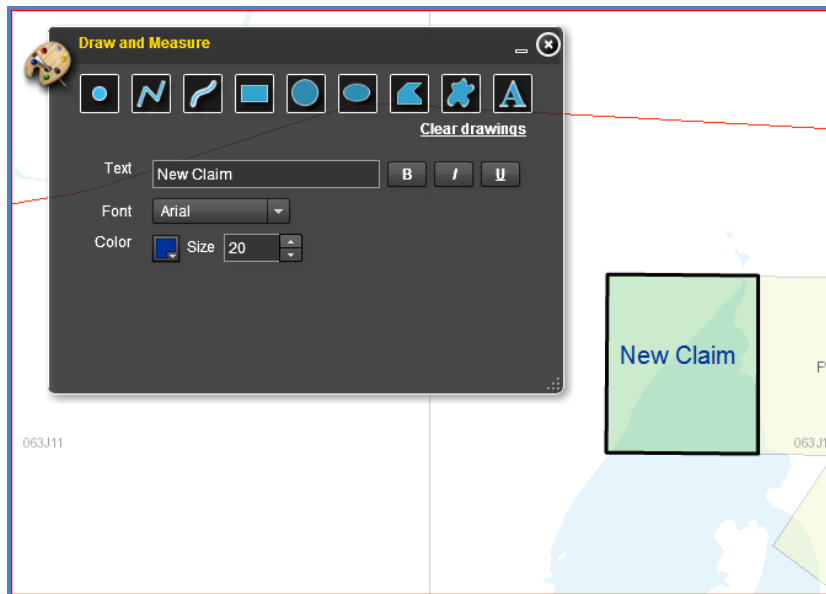 Draw and Measure
A
Clear drawings
Text New Claim B I U
Font Arial
Color Size 20
New Claim
P
063J11
063J1